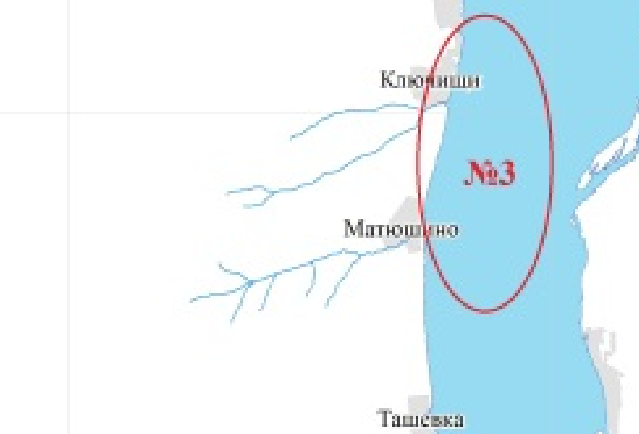 Ключищи
№3
Матюшино
Ташевка